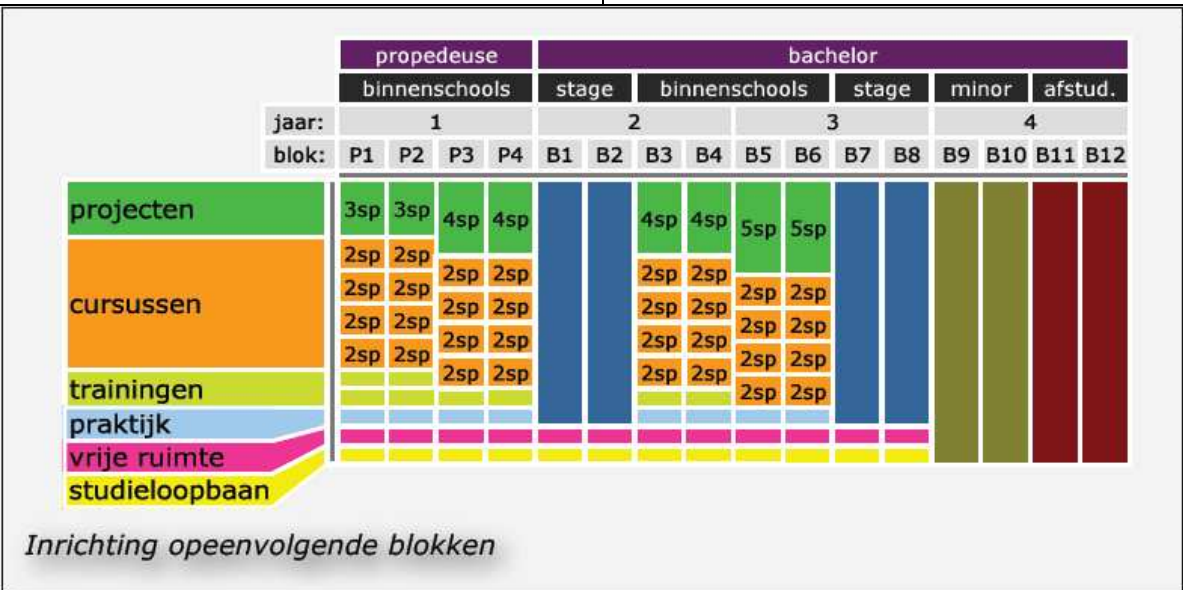 propedeuse bachelor
binnenschools stage binnenschools stage minor afstud.
jaar: 1 2 3 4
blok: P1 P2 P3 P4 B1 B2 B3 B4 B5 B6 B7 B8 B9 B10 B11 B12
projecten 3sp 3sp 4sp 4sp 4sp 4sp 5sp 5sp
cursussen 2sp 2sp 2sp 2sp 2sp 2sp 2sp 2sp
2sp 2sp 2sp 2sp 2sp 2sp 2sp 2sp
2sp 2sp 2sp 2sp 2sp 2sp 2sp 2sp
2sp 2sp 2sp 2sp 2sp 2sp 2sp 2sp
trainingen
praktijk
vrije ruimte
studieloopbaan
Inrichting opeenvolgende blokken